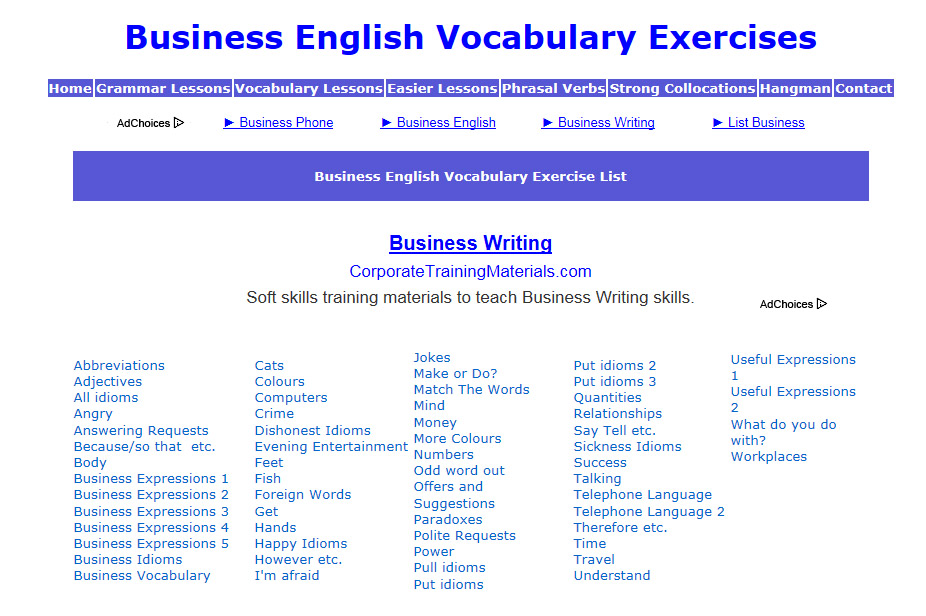 Business English Vocabulary Exercises
Home Grammar Lessons Vocabulary Lessons Easier Lessons Phrasal Verbs Strong Collocations Hangman Contact
AdChoices ► Business Phone ► Business English ► Business Writing ► List Business
Business English Vocabulary Exercise List
Business Writing
CorporateTrainingMaterials.com
Soft skills training materials to teach Business Writing skills.
AdChoices
Abbreviations
Adjectives
All idioms
Angry
Answering Requests
Because/so that etc.
Body
Business Expressions 1
Business Expressions 2
Business Expressions 3
Business Expressions 4
Business Expressions 5
Business Idioms
Business Vocabulary
Cats
Colours
Computers
Crime
Dishonest Idioms
Evening Entertainment
Feet
Fish
Foreign Words
Get
Hands
Happy Idioms
However etc.
I'm afraid
Jokes
Make or Do?
Match The Words
Mind
Money
More Colours
Numbers
Odd word out
Offers and
Suggestions
Paradoxes
Polite Requests
Power
Pull idioms
Put idioms
Put idioms 2
Put idioms 3
Quantities
Relationships
Say Tell etc.
Sickness Idioms
Success
Talking
Telephone Language
Telephone Language 2
Therefore etc.
Time
Travel
Understand
Useful Expressions
1
Useful Expressions
2
What do you do
with?
Workplaces